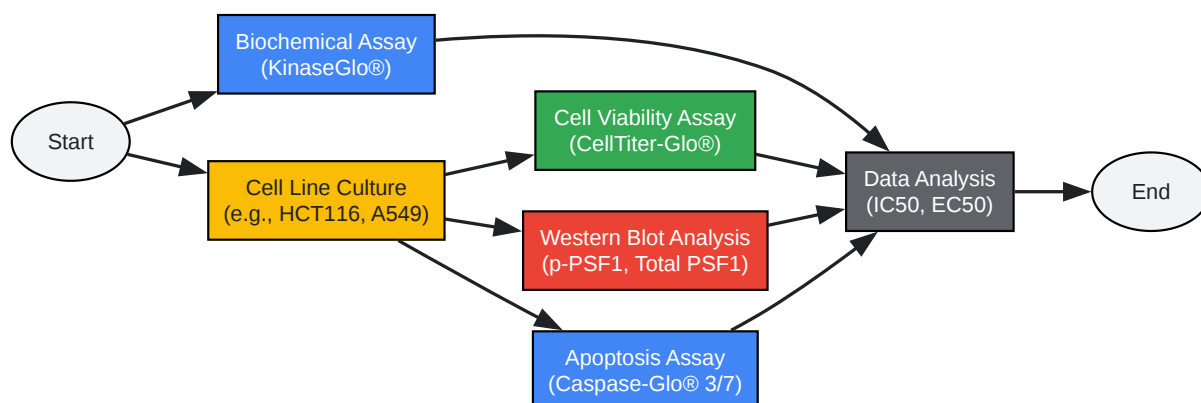 Start
Biochemical Assay
(KinaseGlo®)
Cell Line Culture
(e.g., HCT116, A549)
Cell Viability Assay
(CellTiter-Glo®)
Western Blot Analysis
(p-PSF1, Total PSF1)
Apoptosis Assay
(Caspase-Glo® 3/7)
Data Analysis
(IC50, EC50)
End